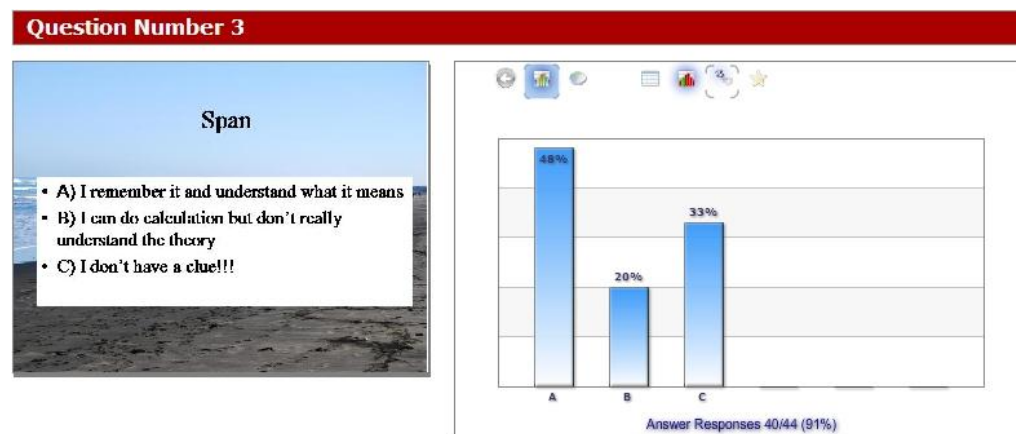 Question Number 3
Span
• A) I remember it and understand what it means
• B) I can do calculation but don't really
understand the theory
• C) I don't have a clue!!!
48%
20%
33%
A
B
C
Answer Responses 40/44 (91%)